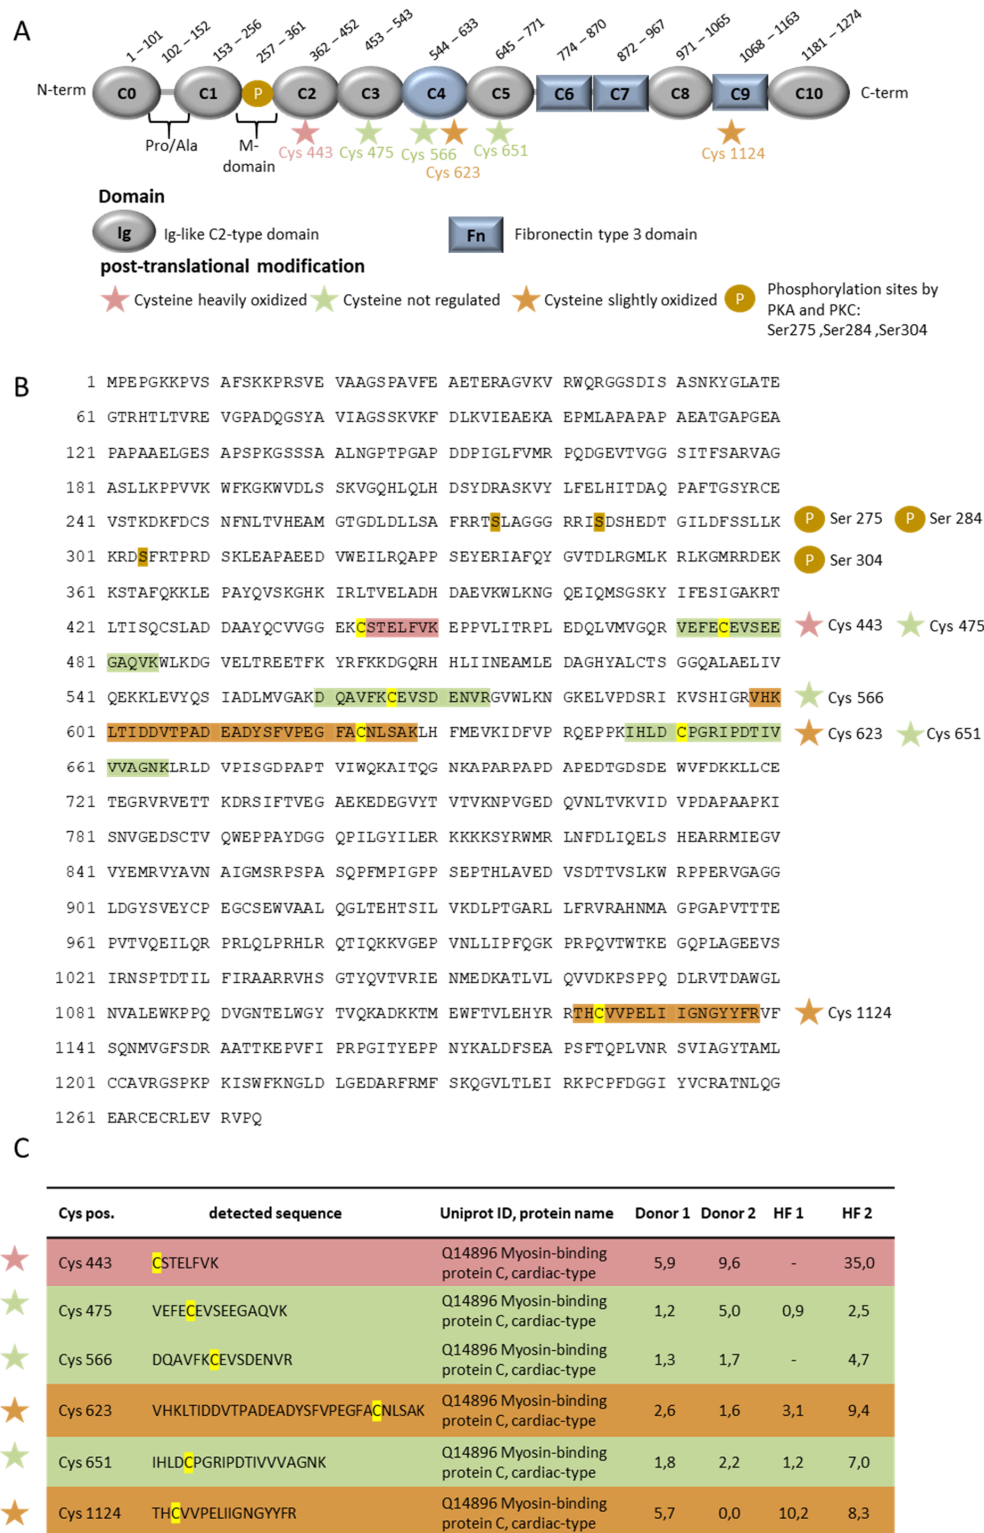 A
1 – 101
102 – 152
153 – 256
257 – 361
362 – 452
453 – 543
544 – 633
645 – 771
774 – 870
872 – 967
971 – 1065
1068 – 1163
1181 – 1274
N-term C0 C1 P C2 C3 C4 C5 C6 C7 C8 C9 C10 C-term
Pro/Ala M-domain Cys 443 Cys 475 Cys 566 Cys 651 Cys 1124
Cys 623
Domain
Ig Ig-like C2-type domain Fn Fibronectin type 3 domain
post-translational modification
Cysteine heavily oxidized Cysteine not regulated Cysteine slightly oxidized P Phosphorylation sites by
PKA and PKC:
Ser275 ,Ser284 ,Ser304
B
1 MPEPGKKPVS AFSKKPRSVE VAAGSPAVFE AETERAGVKV RWQRGGSDIS ASNKYGLATE
61 GTRHTLTVRE VGPADQGSYA VIAGSSKVKF DLKVIEAEKA EPMLAPAPAP AEATGAPGEA
121 PAPAAELGES APSPKGSSSA ALNGPTPGAP DDPIGLFVMR PQDGEVTVGG SITFSARVAG
181 ASLLKPPVVK WFKGKWVDLS SKVGQHLQLH DSYDRASKVY LFELHITDAQ PAFTGSYRCE
241 VSTKDKFDCS NFNLTVHEAM GTGDLDLLSA FRRTSLAGGG RRISDSHEDT GILDFSSLLK P Ser 275 P Ser 284
301 KRDSFRTPRD SKLEAPAEED VWEILRQAPP SEYERIAFQY GVTDLRGMLK RLKGMRRDEK P Ser 304
361 KSTAFQKKLE PAYQVSKGHK IRLTVELADH DAEVKWLKNG QEIQMSGSKY IFESIGAKRT
421 LTISQCSLAD DAAYQCVVGG EKCSTELFVK EPPVLITRPL EDQLVMVGQR VEFECEVSEE Cys 443 Cys 475
481 GAQVKWLKDG VELTREETFK YRFKKDGQRH HLIINEAMLE DAGHYALCTS GGQALAELIV
541 QEKKLEVYQS IADLMVGAKD QAVFKCEVSD ENVRGVWLKN GKELVPDSRI KVSHIGRVHK Cys 566
601 LTIDDVTPAD EADYSFVPEG FACNLSAKLH FMEVKIDFVP RQEPPKIHLD CPGRIPDTIV Cys 623 Cys 651
661 VVAGNKLRLD VPISGDPAPT VIWQKAITQG NKAPARPAPD APEDTGDSDE WVFDKKLLCE
721 TEGRVRVETT KDRSIFTVEG AEKEDEGVYT VTVKNPVGED QVNLTVKVID VPDAPAAPKI
781 SNVGEDSCTV QWEPPAYDGG QPILGYILER KKKKSYRWMR LNFDLIQELS HEARRMIEGV
841 VYEMRVYAVN AIGMSRPSPA SQPFMPIGPP SEPTHLAVED VSDTTVSLKW RPPERVGAGG
901 LDGYSVEYCP EGCSEWVAAL QGLTEHTSIL VKDLPTGARL LFRVRAHNMA GPGAPVTTTE
961 PVTVQEILQR PRLQLPRHLR QTIQKKVGEP VNLLIPFQGK PRPQVTWTKE GQPLAGEEVS
1021 IRNSPTDTIL FIRAARRVHS GTYQVTVRIE NMEDKATLVL QVVDKPSPPQ DLRVTDAWGL
1081 NVALEWKPPQ DVGNTELWGY TVQKADKKTM EWFTVLEHYR RTHCVVPELI IGNGYYFRVF Cys 1124
1141 SQNMVGFSDR AATTKEPVFI PRPGITYEPP NYKALDFSEA PSFTQPLVNR SVIAGYTAML
1201 CCAVRGSPKP KISWFKNGLD LGEDARFRMF SKQGVLTLEI RKPCPFDGGI YVCRATNLQG
1261 EARCECRLEV RVPQ
C
Cys pos. detected sequence Uniprot ID, protein name Donor 1 Donor 2 HF 1 HF 2
Cys 443 CSTELFVK Q14896 Myosin-binding protein C, cardiac-type 5,9 9,6 - 35,0
Cys 475 VEFECEVSEEGAQVK Q14896 Myosin-binding protein C, cardiac-type 1,2 5,0 0,9 2,5
Cys 566 DQAVFKCEVSDENVR Q14896 Myosin-binding protein C, cardiac-type 1,3 1,7 - 4,7
Cys 623 VHKLTIDDVTPADEADYSFVPEGFACNLSAK Q14896 Myosin-binding protein C, cardiac-type 2,6 1,6 3,1 9,4
Cys 651 IHLDCPGRIPDTIVVVAGNK Q14896 Myosin-binding protein C, cardiac-type 1,8 2,2 1,2 7,0
Cys 1124 THCVVPELIIGNGYYFR Q14896 Myosin-binding protein C, cardiac-type 5,7 0,0 10,2 8,3